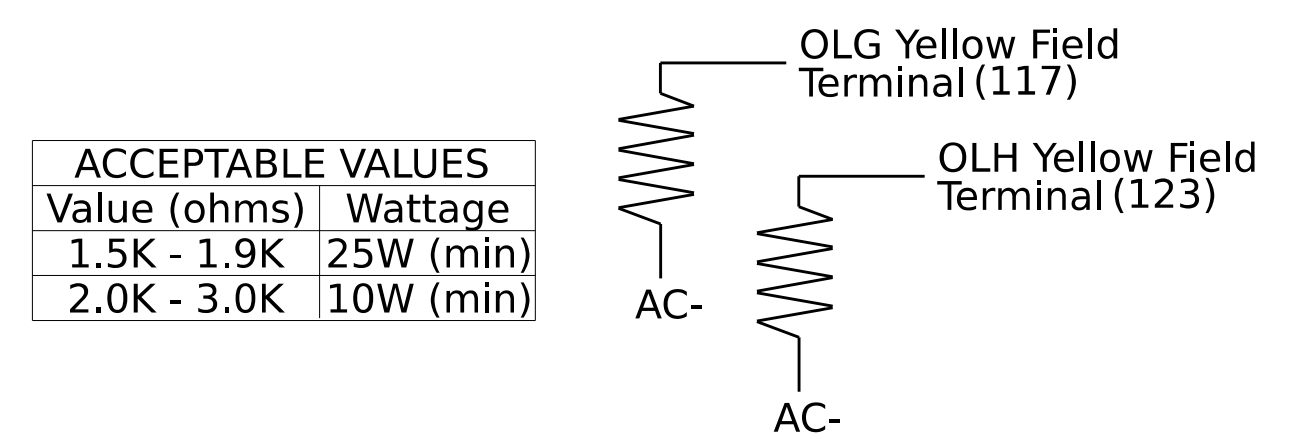 OLG Yellow Field
Terminal (117)
ACCEPTABLE VALUES
Value (ohms) Wattage
1.5K - 1.9K 25W (min)
2.0K - 3.0K 10W (min)
OLH Yellow Field
Terminal (123)
AC-
AC-